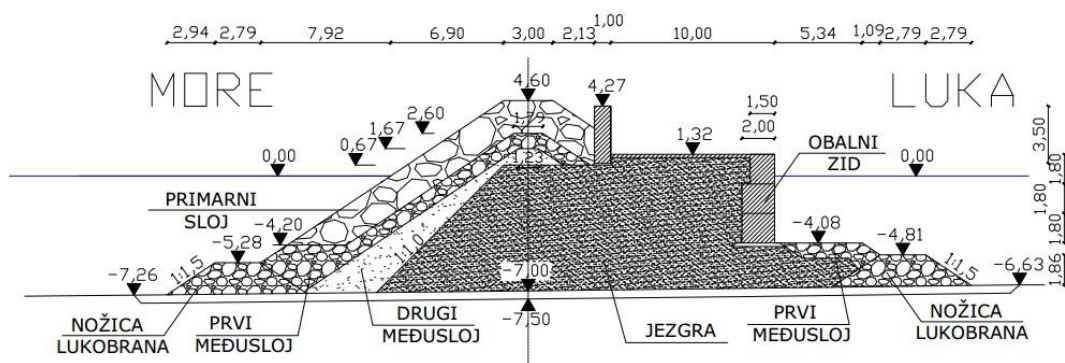 1,00
2,94 2,79 7,92 6,90 3,00 2,13 10,00 5,34 1,09 2,79 2,79
MORE LUKA
4,60 4,27
1,50
2,60 1,79 2,00
1,67 1,32 3,50
0,67 OBALNI
ZID
0,00 1,23 0,00
1,80
PRIMARNI
SLOJ
1,80
-4,20 -4,08 1,80
-5,28 1:1,0 -4,81
1:1,5 1:1,5
-7,26 -7,00 -6,63 1,86
-7,50
NOŽICA
LUKOBRANA
PRVI
MEĐUSLOJ
DRUGI
MEĐUSLOJ
JEZGRA
PRVI
MEĐUSLOJ
NOŽICA
LUKOBRANA